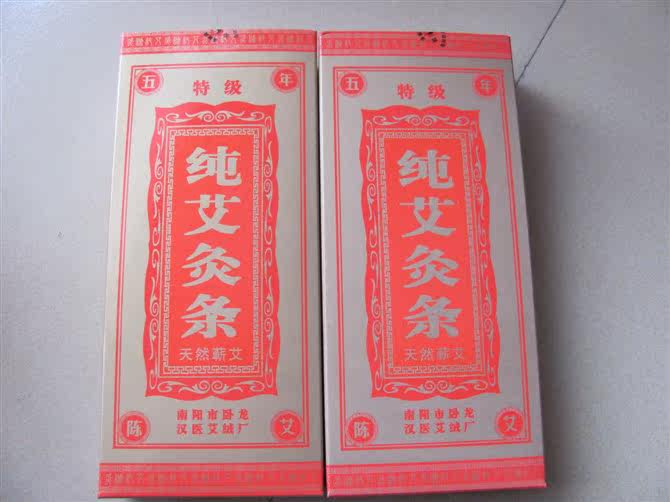 五 年
特级
纯艾灸条
天然蕲艾
陈 艾
南阳市卧龙
汉医艾绒厂
五 年
特级
纯艾灸条
天然蕲艾
陈 艾
南阳市卧龙
汉医艾绒厂